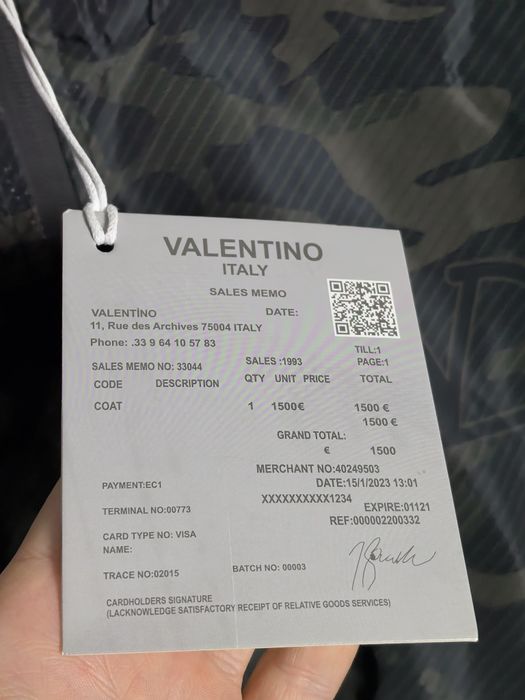 VALENTINO
ITALY
SALES MEMO
VALENTİNO DATE:
11, Rue des Archives 75004 ITALY
Phone: .33 9 64 10 57 83
TILL:1
SALES MEMO NO: 33044 SALES :1993 PAGE:1
CODE DESCRIPTION QTY UNIT PRICE TOTAL
COAT 1 1500€ 1500 €
1500 €
GRAND TOTAL:
€ 1500
MERCHANT NO:40249503
PAYMENT:EC1 DATE:15/1/2023 13:01
XXXXXXXXXX1234
TERMINAL NO:00773 EXPIRE:01121
REF:000002200332
CARD TYPE NO: VISA
NAME:
TRACE NO:02015 BATCH NO: 00003
CARDHOLDERS SIGNATURE
(LACKNOWLEDGE SATISFACTORY RECEIPT OF RELATIVE GOODS SERVICES)